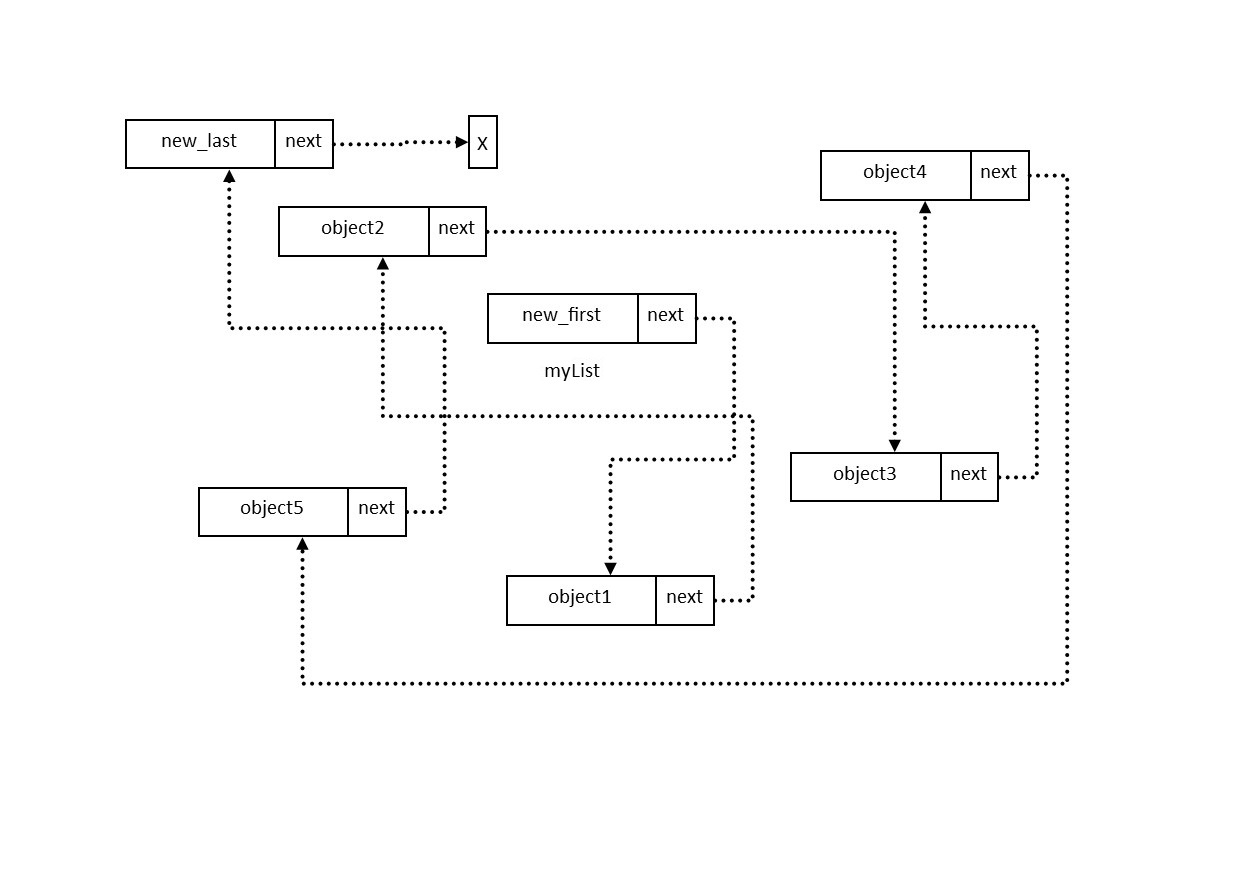 new_last next
X
object4 next
object2 next
new_first next
myList
object3 next
object5 next
object1 next